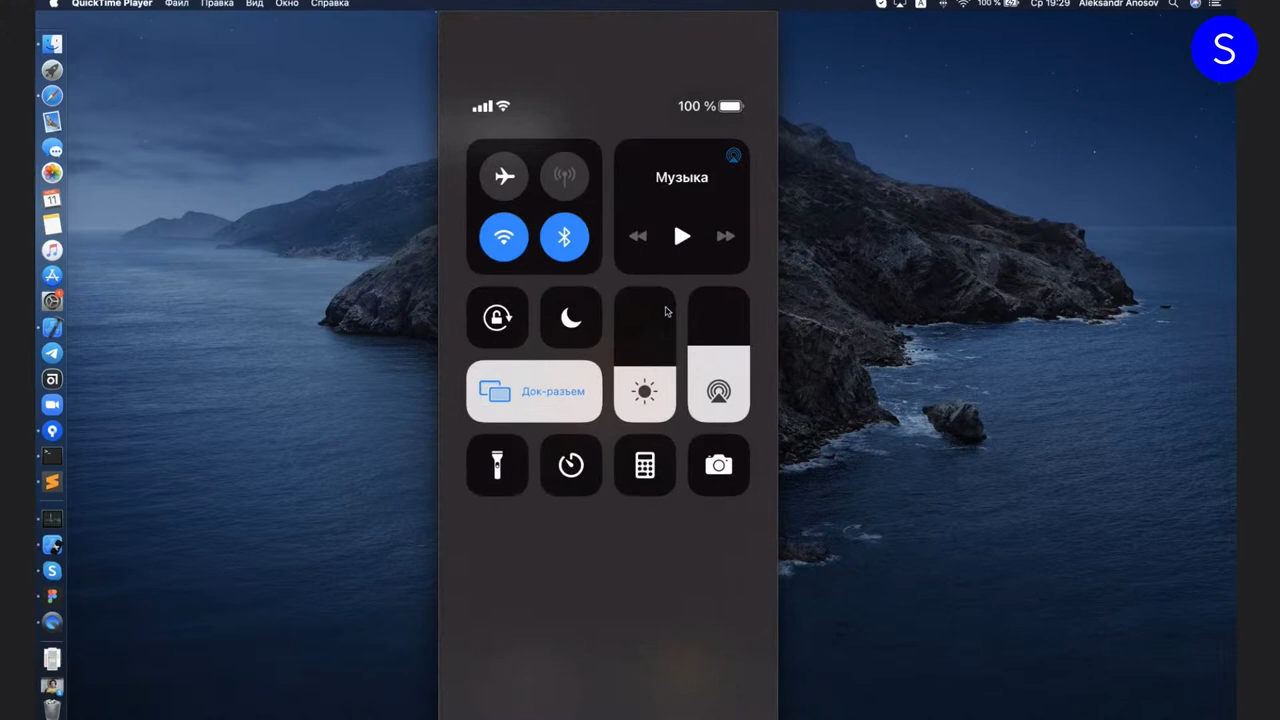 QuickTime Player Файл Правка Вид Окно Справка 100 % Ср 19:29 Aleksandr Anosov
S
100 %
Музыка
Док-разъем